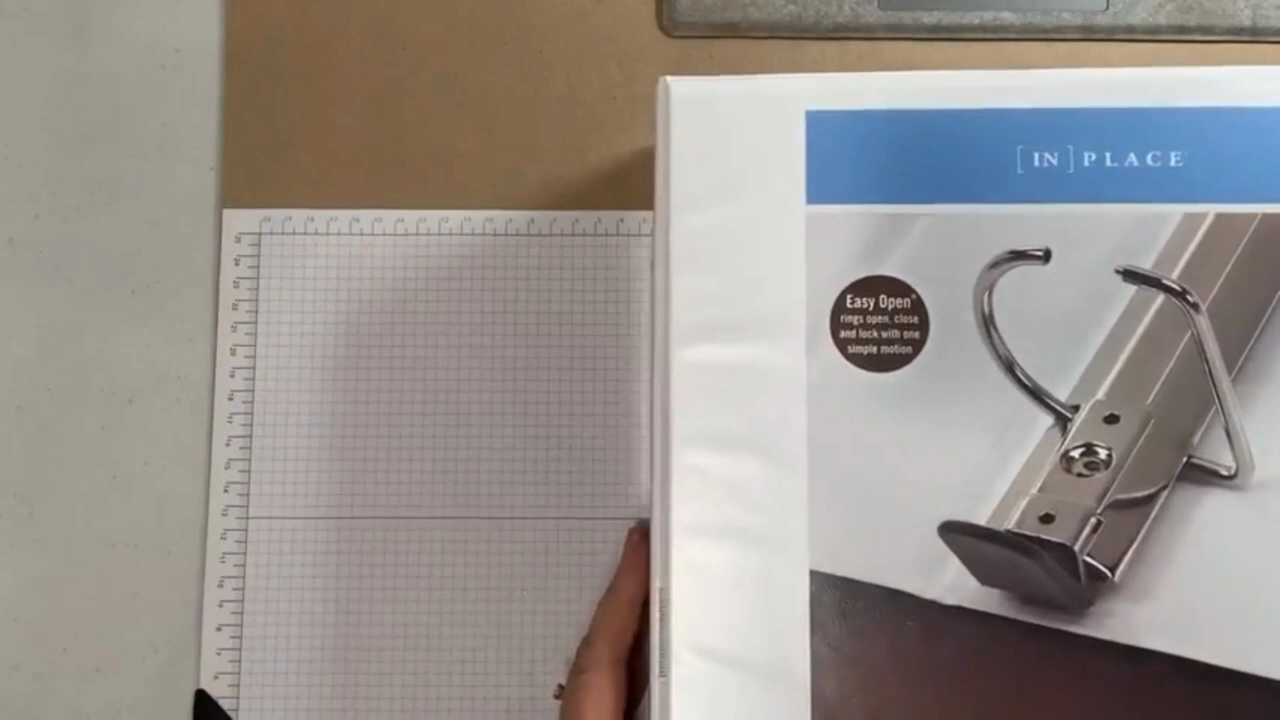 [IN] PLACE
Easy Open®
rings open, close
and lock with one
simple motion